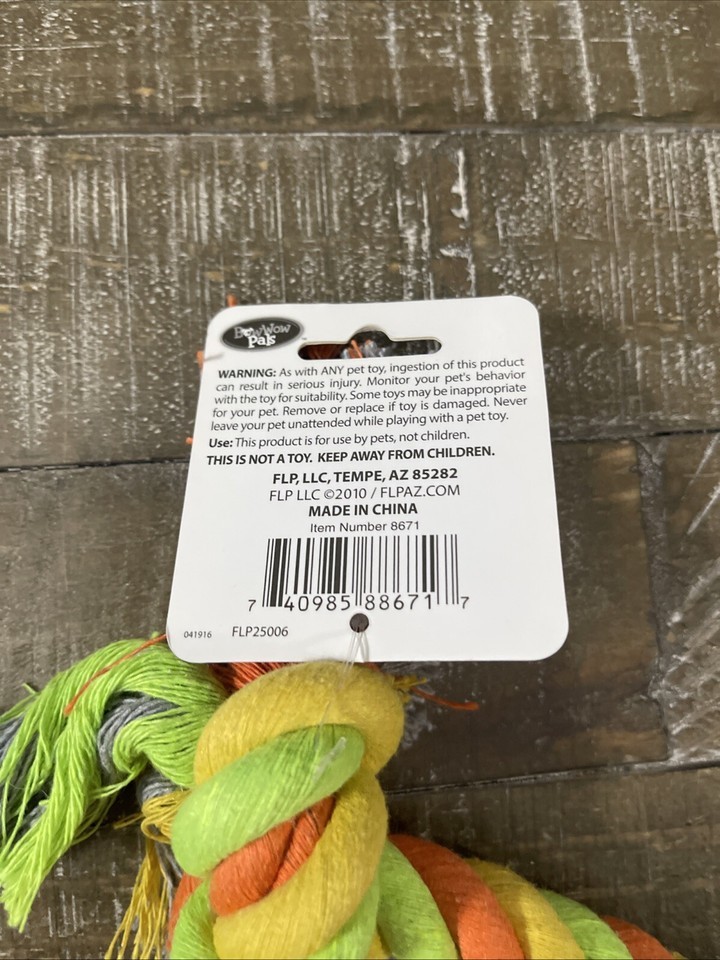 BowWow
Pals
WARNING: As with ANY pet toy, ingestion of this product
can result in serious injury. Monitor your pet's behavior
with the toy for suitability. Some toys may be inappropriate
for your pet. Remove or replace if toy is damaged. Never
leave your pet unattended while playing with a pet toy.
Use: This product is for use by pets, not children.
THIS IS NOT A TOY. KEEP AWAY FROM CHILDREN.
FLP, LLC, TEMPE, AZ 85282
FLP LLC ©2010 / FLPAZ.COM
MADE IN CHINA
Item Number 8671
7 40985 88671 7
041916 FLP25006